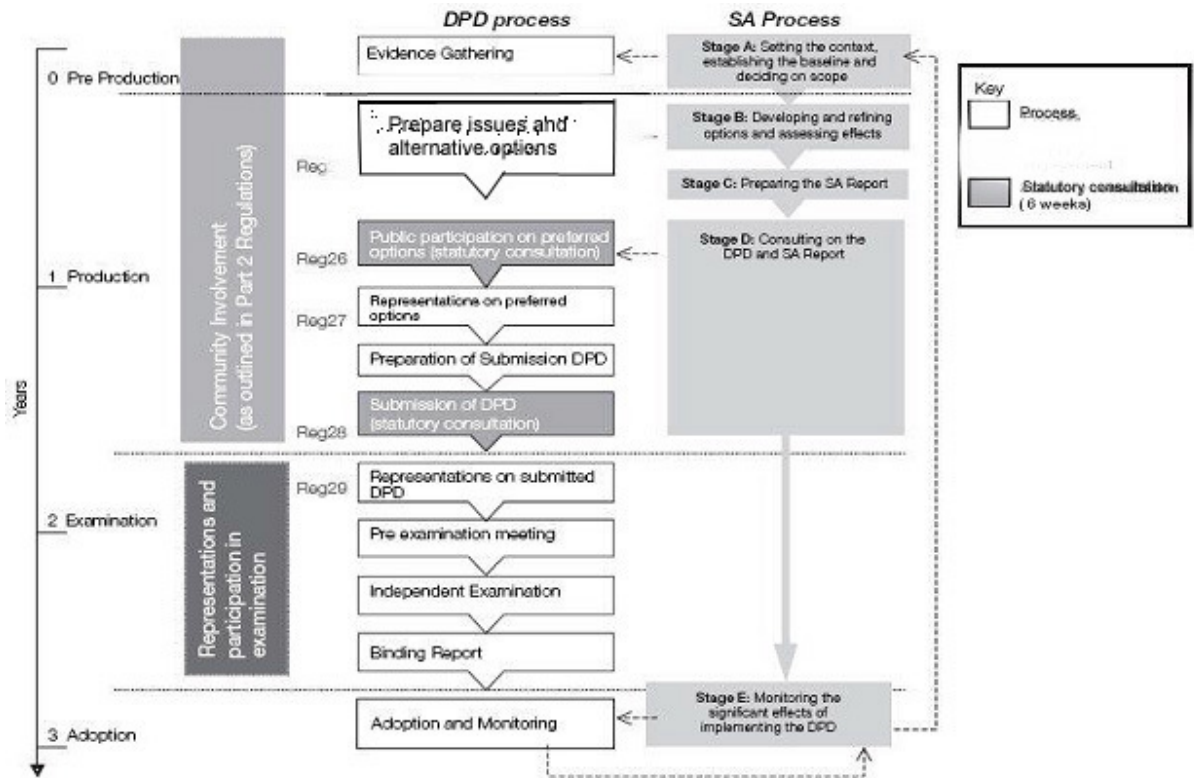 DPD process
SA Process
Evidence Gathering
Stage A: Setting the context,
establishing the baseline and
deciding on scope
0 Pre Production
Key
Process,
Statutory consultation
( 6 weeks)
Prepare issues and
alternative options
Reg
Stage B: Developing and refining
options and assessing effects
Stage C: Preparing the SA Report
Community Involvement
(as outlined in Part 2 Regulations)
Public participation on preferred
options (statutory consultation)
Reg26
Stage D: Consulting on the
DPD and SA Report
1 Production
Representations on preferred
options
Reg27
Preparation of Submission DPD
Years
Submission of DPD
(statutory consultation)
Reg28
Representations and
participation in
examination
Representations on submitted
DPD
Reg29
2 Examination
Pre examination meeting
Independent Examination
Binding Report
Stage E: Monitoring the
significant effects of
implementing the DPD
Adoption and Monitoring
3 Adoption